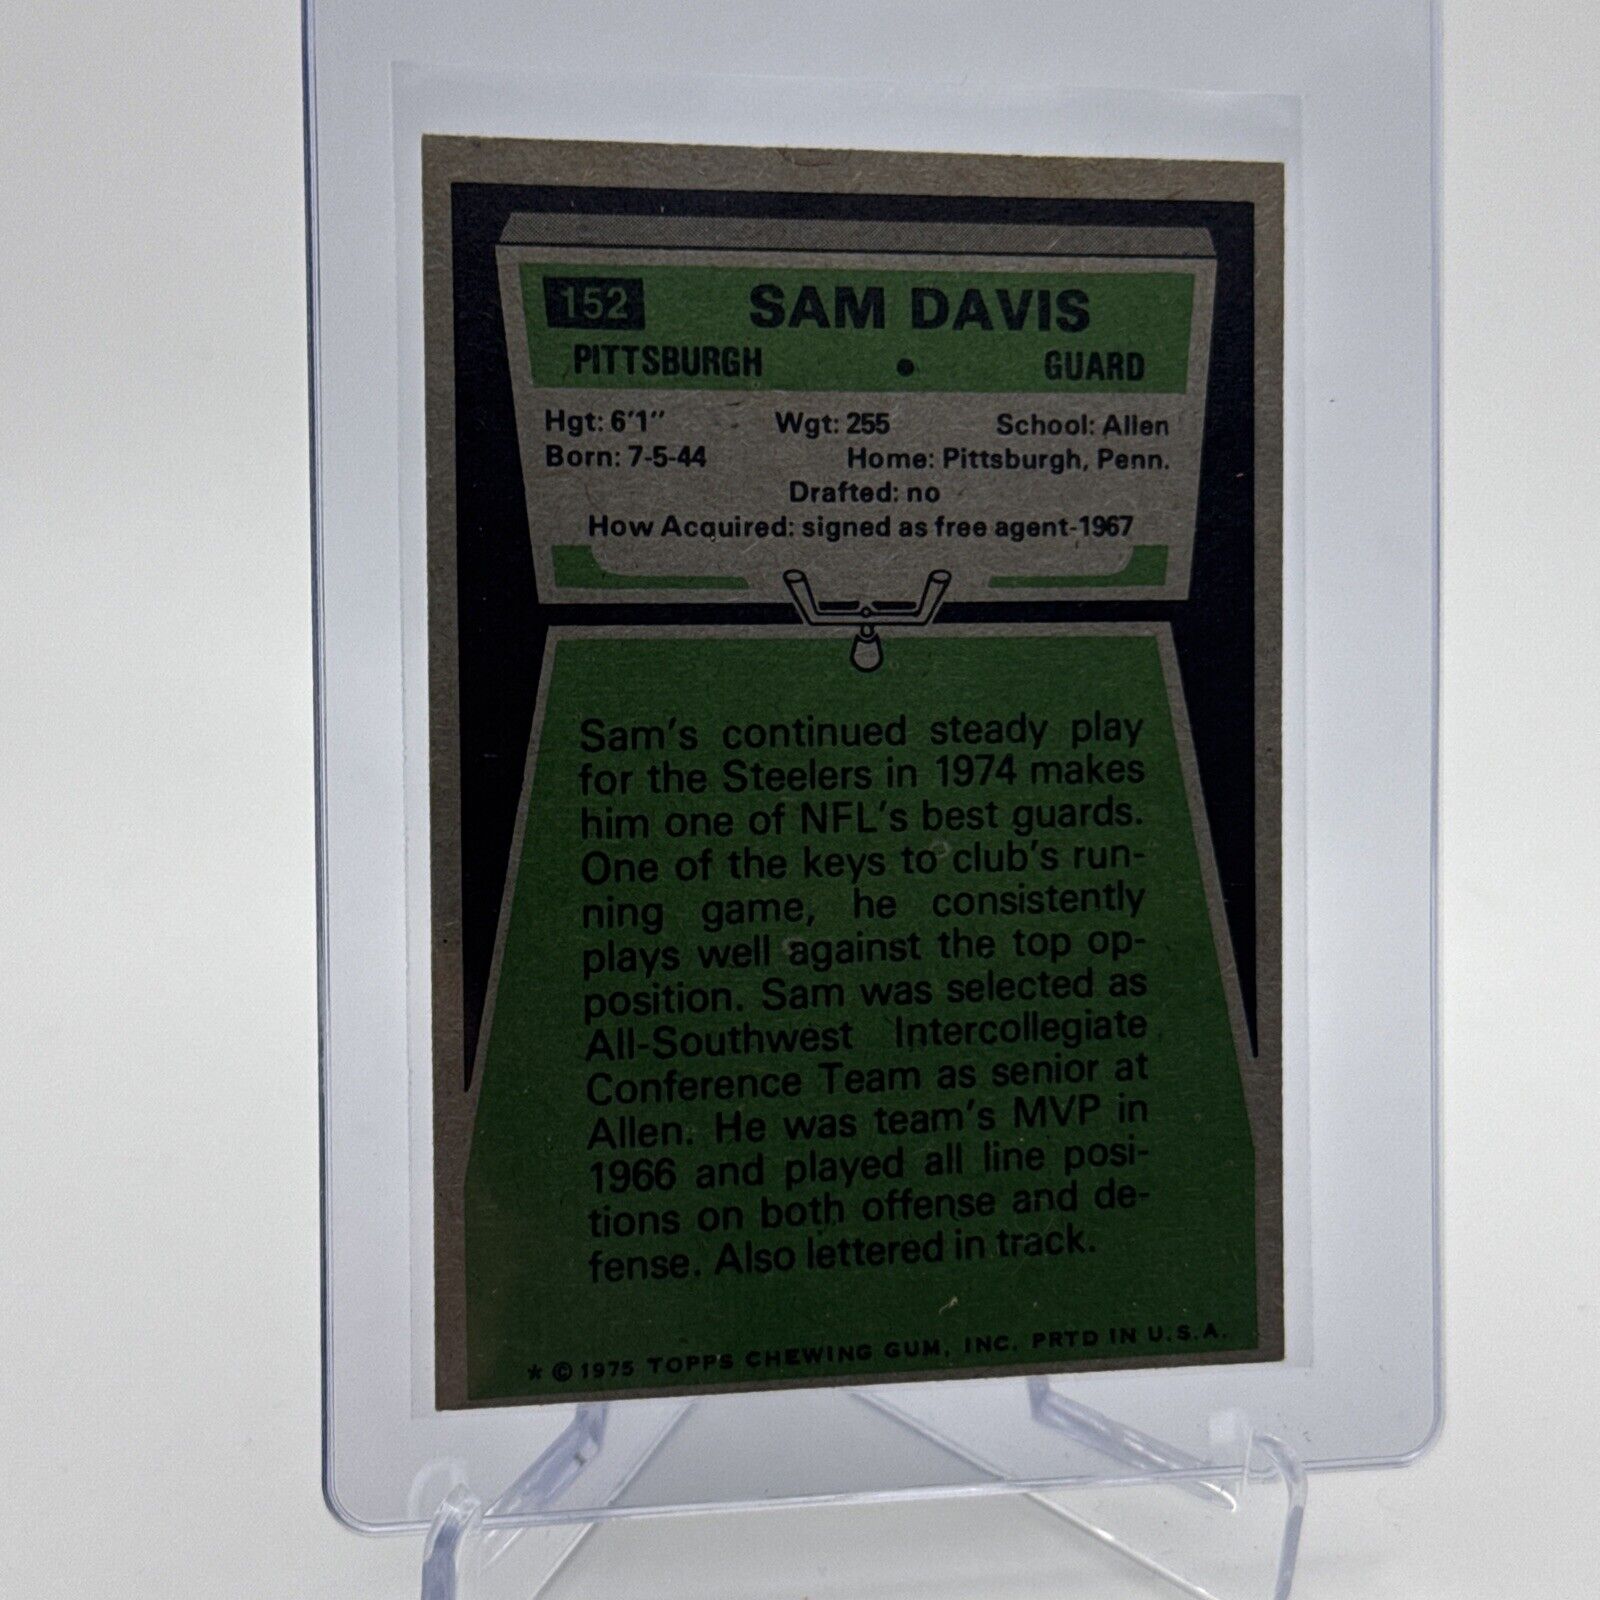 152 SAM DAVIS
PITTSBURGH • GUARD
Hgt: 6'1" Wgt: 255 School: Allen
Born: 7-5-44 Home: Pittsburgh, Penn.
Drafted: no
How Acquired: signed as free agent-1967
Sam's continued steady play
for the Steelers in 1974 makes
him one of NFL's best guards.
One of the keys to club's run-
ning game, he consistently
plays well against the top op-
position. Sam was selected as
All-Southwest Intercollegiate
Conference Team as senior at
Allen. He was team's MVP in
1966 and played all line posi-
tions on both offense and de-
fense. Also lettered in track.
* © 1975 TOPPS CHEWING GUM, INC. PRTD IN U.S.A.